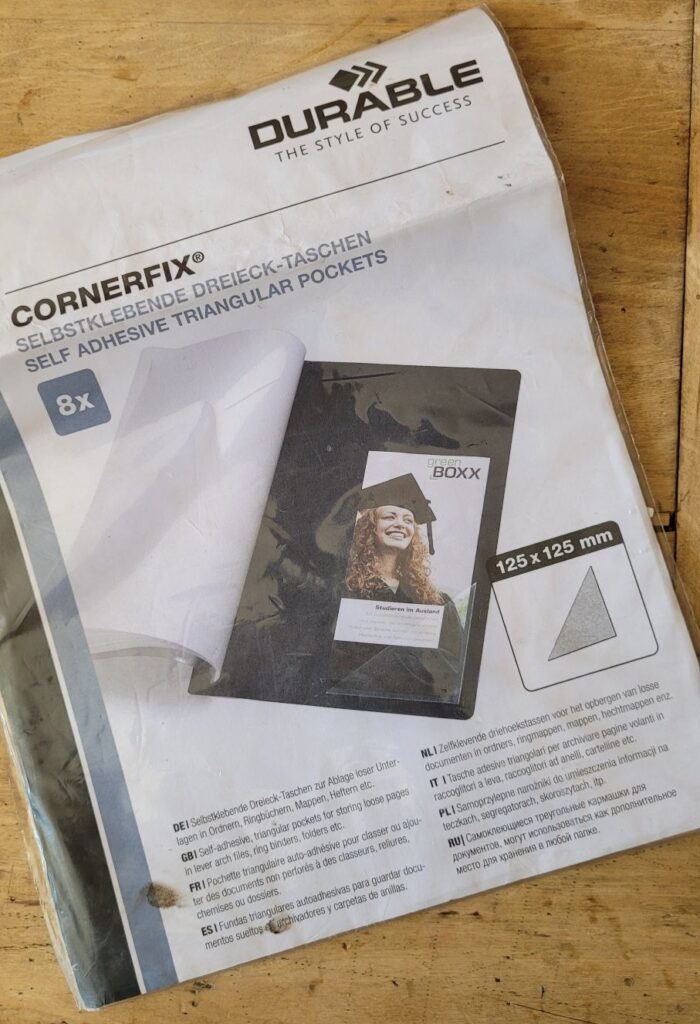 DURABLE
THE STYLE OF SUCCESS
CORNERFIX®
SELBSTKLEBENDE DREIECK-TASCHEN
SELF ADHESIVE TRIANGULAR POCKETS
8x
green
BOXX
Studieren im Ausland
125 x 125 mm
DE | Selbstklebende Dreieck-Taschen zur Ablage loser Unter-
lagen in Ordnern, Ringbüchern, Mappen, Heftern etc.
GB | Self-adhesive, triangular pockets for storing loose pages
in lever arch files, ring binders, folders etc.
FR | Pochette triangulaire auto-adhésive pour classer ou ajou-
ter des documents non perforés à des classeurs, reliures,
chemises ou dossiers.
ES | Fundas triangulares autoadhesivas para guardar docu-
mentos sueltos en archivadores y carpetas de anillas.
NL | Zelfklevende driehoekstassen voor het opbergen van losse
documenten in ordners, ringmappen, mappen, hechtmappen enz.
IT | Tasche adesive triangolari per archiviare pagine volanti in
raccoglitori a leva, raccoglitori ad anelli, cartelline etc.
PL | Samoprzylepne narożniki do umieszczenia informacji na
teczkach, segregatorach, skoroszytach, itp.
RU | Самоклеющиеся треугольные кармашки для
документов, могут использоваться как дополнительное
место для хранения в любой папке.